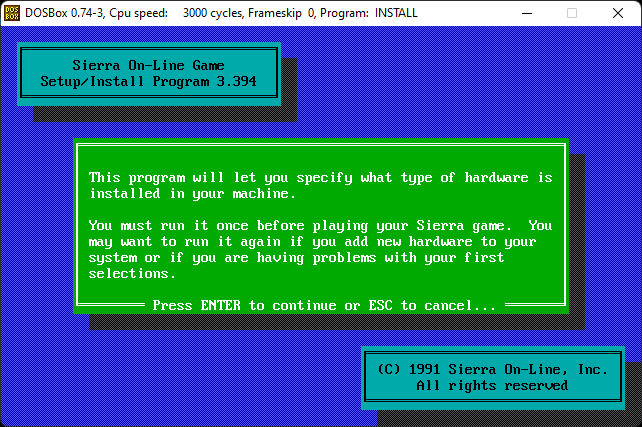 DOS
BOX
DOSBox 0.74-3, Cpu speed: 3000 cycles, Frameskip 0, Program: INSTALL
Sierra On-Line Game
Setup/Install Program 3.394
This program will let you specify what type of hardware is
installed in your machine.
You must run it once before playing your Sierra game. You
may want to run it again if you add new hardware to your
system or if you are having problems with your first
selections.
Press ENTER to continue or ESC to cancel...
(C) 1991 Sierra On-Line, Inc.
All rights reserved